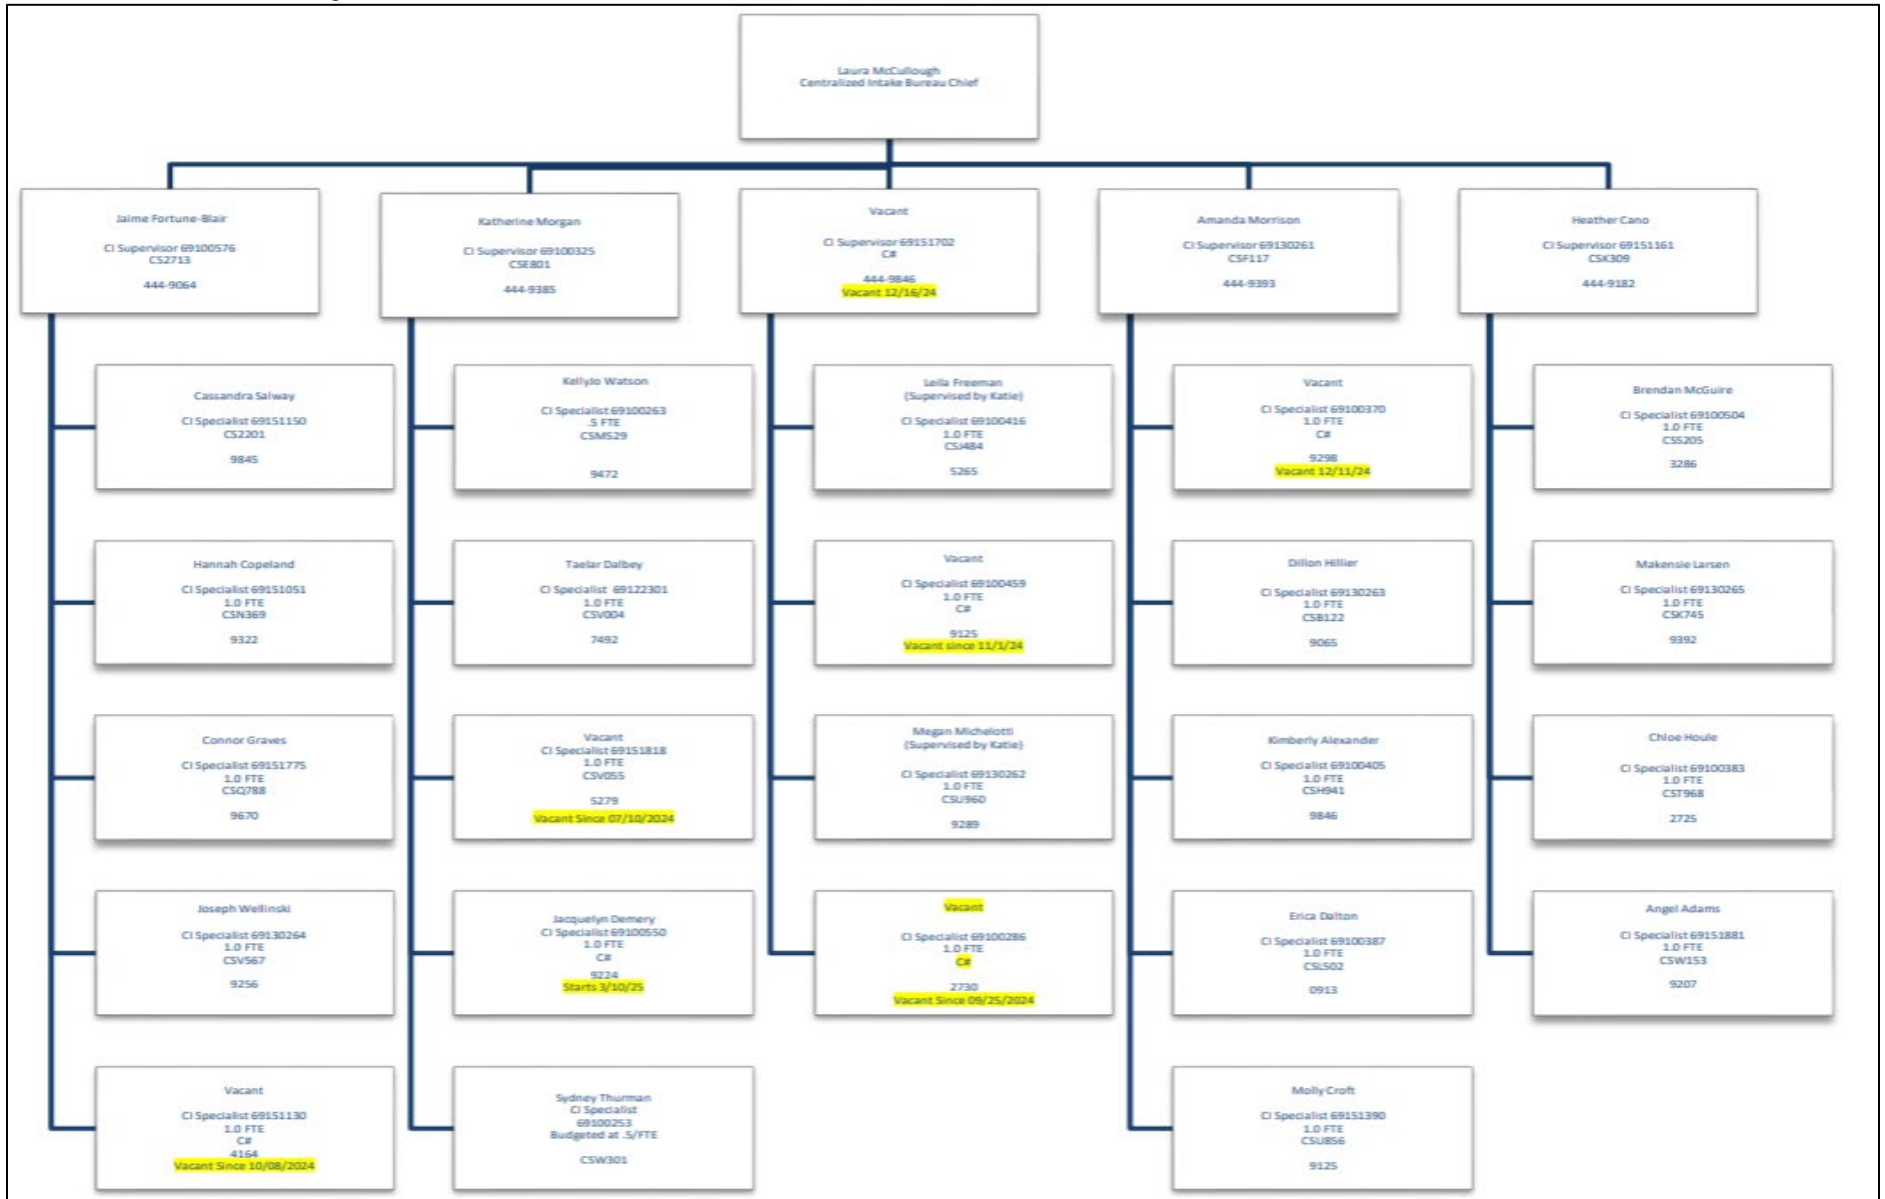 Laura McCullough
Centralized Intake Bureau Chief
Jaime Fortune-Blair
CI Supervisor 69100576
CS2713
444-9064
Katherine Morgan
CI Supervisor 69100325
CSE801
444-9385
Vacant
CI Supervisor 69151702
C#
444-9846
Vacant 12/16/24
Amanda Morrison
CI Supervisor 69130261
CSF117
444-9393
Heather Cano
CI Supervisor 69151161
CSK309
444-9182
Cassandra Salway
CI Specialist 69151150
CS2201
9845
Hannah Copeland
CI Specialist 69151051
1.0 FTE
CSN369
9322
Connor Graves
CI Specialist 69151775
1.0 FTE
CSQ788
9670
Joseph Wellinski
CI Specialist 69130264
1.0 FTE
CSV567
9256
Vacant
CI Specialist 69151130
1.0 FTE
C#
4164
Vacant Since 10/08/2024
KellyJo Watson
CI Specialist 69100263
.5 FTE
CSM529
9472
Taelar Dalbey
CI Specialist 69122301
1.0 FTE
CSV004
7492
Vacant
CI Specialist 69151818
1.0 FTE
CSV055
5279
Vacant Since 07/10/2024
Jacquelyn Demery
CI Specialist 69100550
1.0 FTE
C#
9224
Starts 3/10/25
Sydney Thurman
CI Specialist
69100253
Budgeted at .5/FTE
CSW301
Leila Freeman
(Supervised by Katie)
CI Specialist 69100416
1.0 FTE
CSJ484
5265
Vacant
CI Specialist 69100459
1.0 FTE
C#
9125
Vacant since 11/1/24
Megan Michelotti
(Supervised by Katie)
CI Specialist 69130262
1.0 FTE
CSU960
9289
Vacant
CI Specialist 69100286
1.0 FTE
C#
2730
Vacant Since 09/25/2024
Vacant
CI Specialist 69100370
1.0 FTE
C#
9298
Vacant 12/11/24
Dillon Hillier
CI Specialist 69130263
1.0 FTE
CSB122
9065
Kimberly Alexander
CI Specialist 69100405
1.0 FTE
CSH941
9846
Erica Dalton
CI Specialist 69100387
1.0 FTE
CSL502
0913
Molly Croft
CI Specialist 69151390
1.0 FTE
CSU856
9125
Brendan McGuire
CI Specialist 69100504
1.0 FTE
CSS205
3286
Makensie Larsen
CI Specialist 69130265
1.0 FTE
CSK745
9392
Chloe Houle
CI Specialist 69100383
1.0 FTE
CST968
2725
Angel Adams
CI Specialist 69151881
1.0 FTE
CSW153
9207